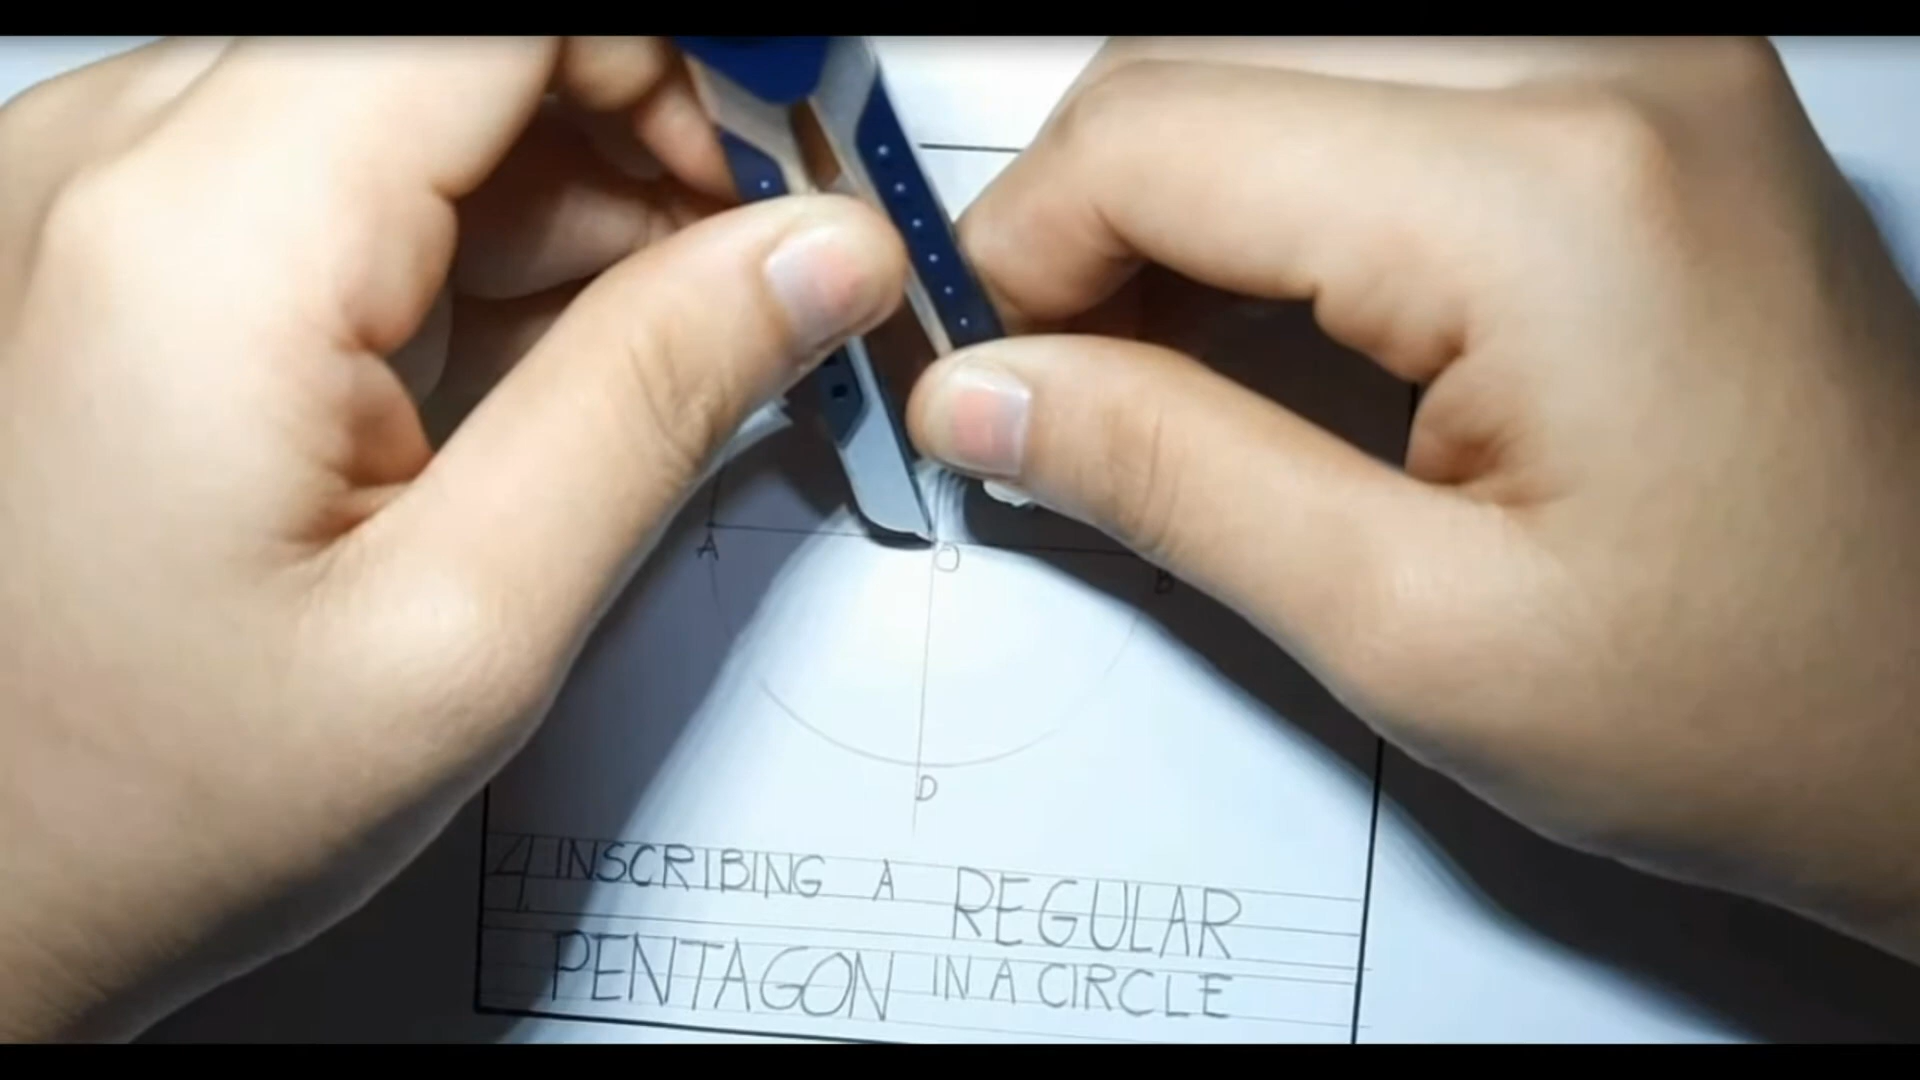 A
O
B
D
4. INSCRIBING A REGULAR
PENTAGON IN A CIRCLE